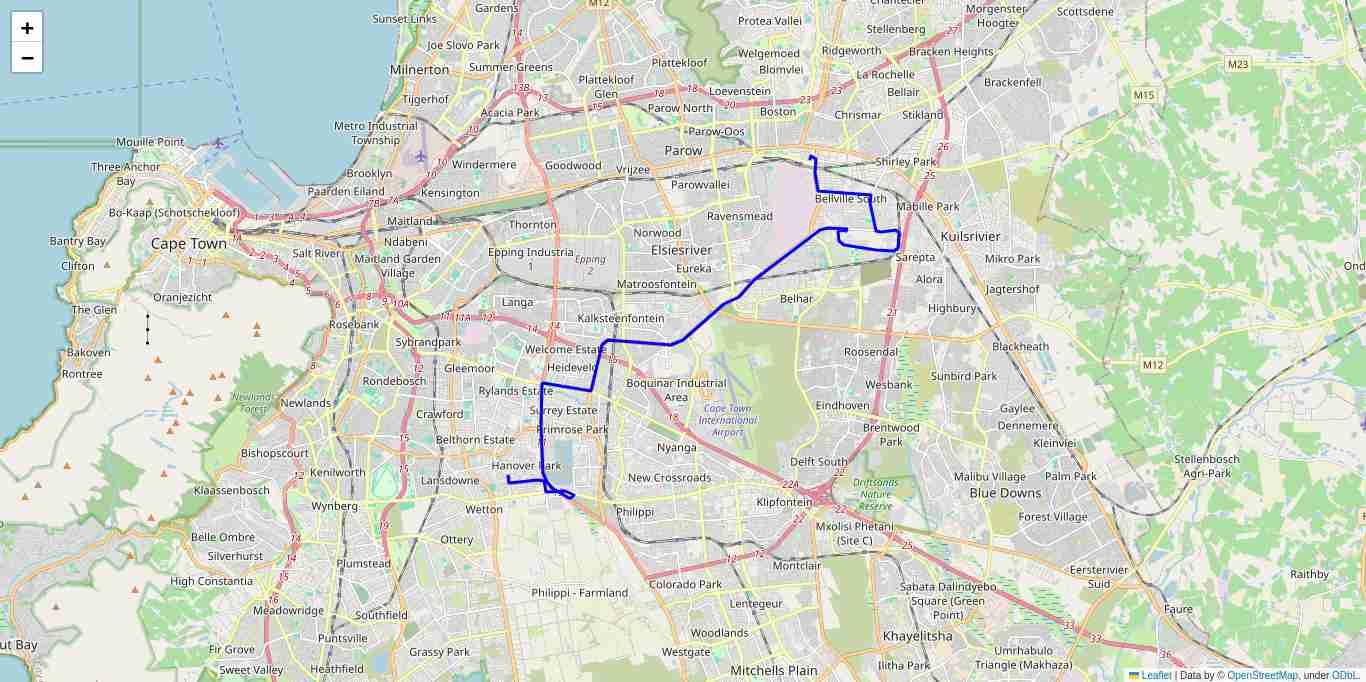 +
−
Sunset Links
Gardens
M12
Chantecler
Morgenster
Hoogte
Scottsdene
Protea Vallei
Stellenberg
Joe Slovo Park
Welgemoed
Ridgeworth
Bracken Heights
Milnerton
Summer Greens
Plattekloof
Blomvlei
La Rochelle
Brackenfell
M23
Plattekloof
Glen
Loevenstein
Bellair
M15
Tijgerhof
Acacia Park
Parow North
Boston
Chrismar
Stikland
Metro Industrial
Township
Parow-Oos
Mouille Point
Parow
Three Anchor
Bay
Brooklyn
Windermere
Goodwood
Vrijzee
Shirley Park
Paarden Eiland
Kensington
Parowvallei
Bellville South
Mabille Park
Bo-Kaap (Schotschekloof)
Maitland
Thornton
Ravensmead
Bantry Bay
Cape Town
Ndabeni
Norwood
Kuilsrivier
Clifton
Salt River
Maitland Garden
Village
Epping Industria
1
Epping
2
Elsiesriver
Eureka
Sarepta
Mikro Park
Oranjezicht
Matroosfontein
Alora
Jagtershof
The Glen
Langa
Belhar
Highbury
Rosebank
Kalksteenfontein
Sybrandpark
Bakoven
Welcome Estate
Roosendal
Blackheath
M12
Rontree
Gleemoor
Heideveld
Rondebosch
Rylands Estate
Boquinar Industrial
Area
Wesbank
Sunbird Park
Newlands
Forest
Newlands
Crawford
Surrey Estate
Cape Town
International
Airport
Eindhoven
Gaylee
Dennemere
Primrose Park
Brentwood
Park
Kleinvlei
Bishopscourt
Belthorn Estate
Nyanga
Stellenbosch
Agri-Park
Kenilworth
Hanover Park
Delft South
Klaassenbosch
Lansdowne
New Crossroads
Driftsands
Nature
Reserve
Malibu Village
Palm Park
Blue Downs
Wynberg
Wetton
Philippi
Klipfontein
Forest Village
Belle Ombre
Ottery
Mxolisi Phetani
(Site C)
Silverhurst
Plumstead
Montclair
Eersterivier
Suid
High Constantia
Colorado Park
Raithby
Philippi - Farmland
Sabata Dalindyebo
Square (Green
Point)
Meadowridge
Southfield
Lentegeur
Faure
Puntsville
Woodlands
Khayelitsha
Fir Grove
Grassy Park
Westgate
Umrhabulo
Triangle (Makhaza)
Sweet Valley
Heathfield
Mitchells Plain
Ilitha Park
Leaflet | Data by © OpenStreetMap, under ODbL.